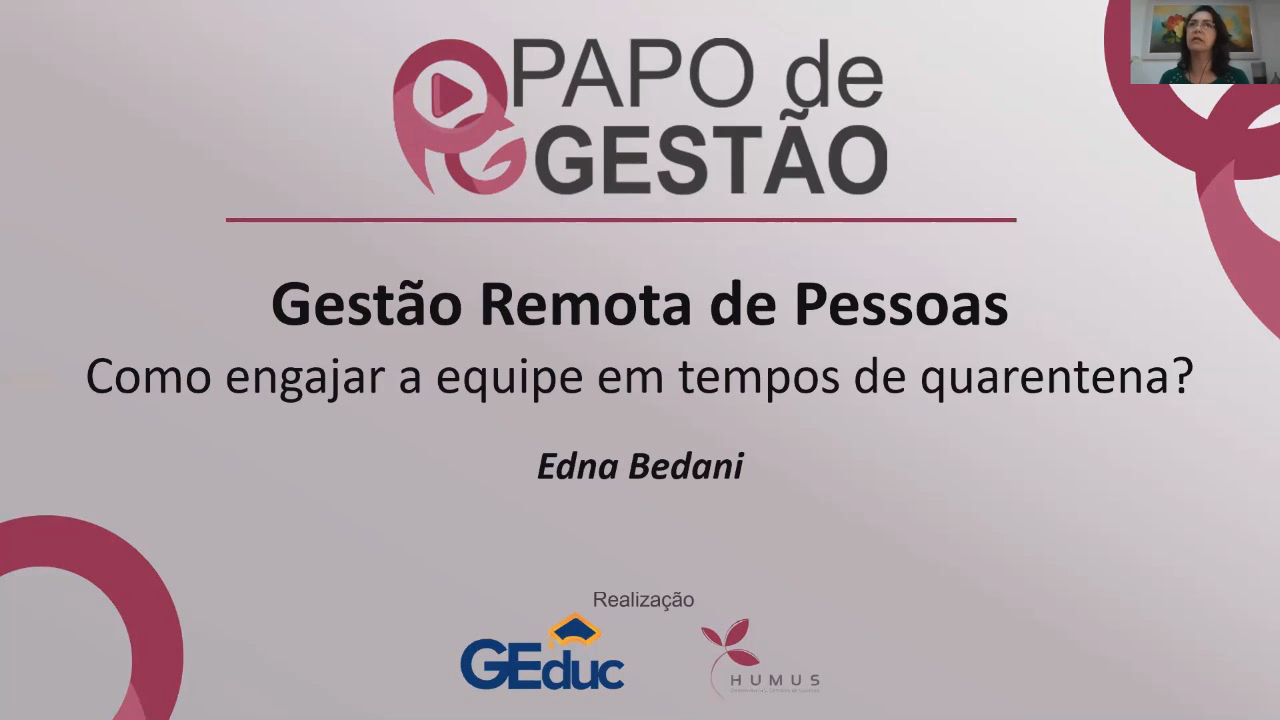 PAPO de
GESTÃO
Gestão Remota de Pessoas
Como engajar a equipe em tempos de quarentena?
Edna Bedani
Realização
GEduc
HUMUS